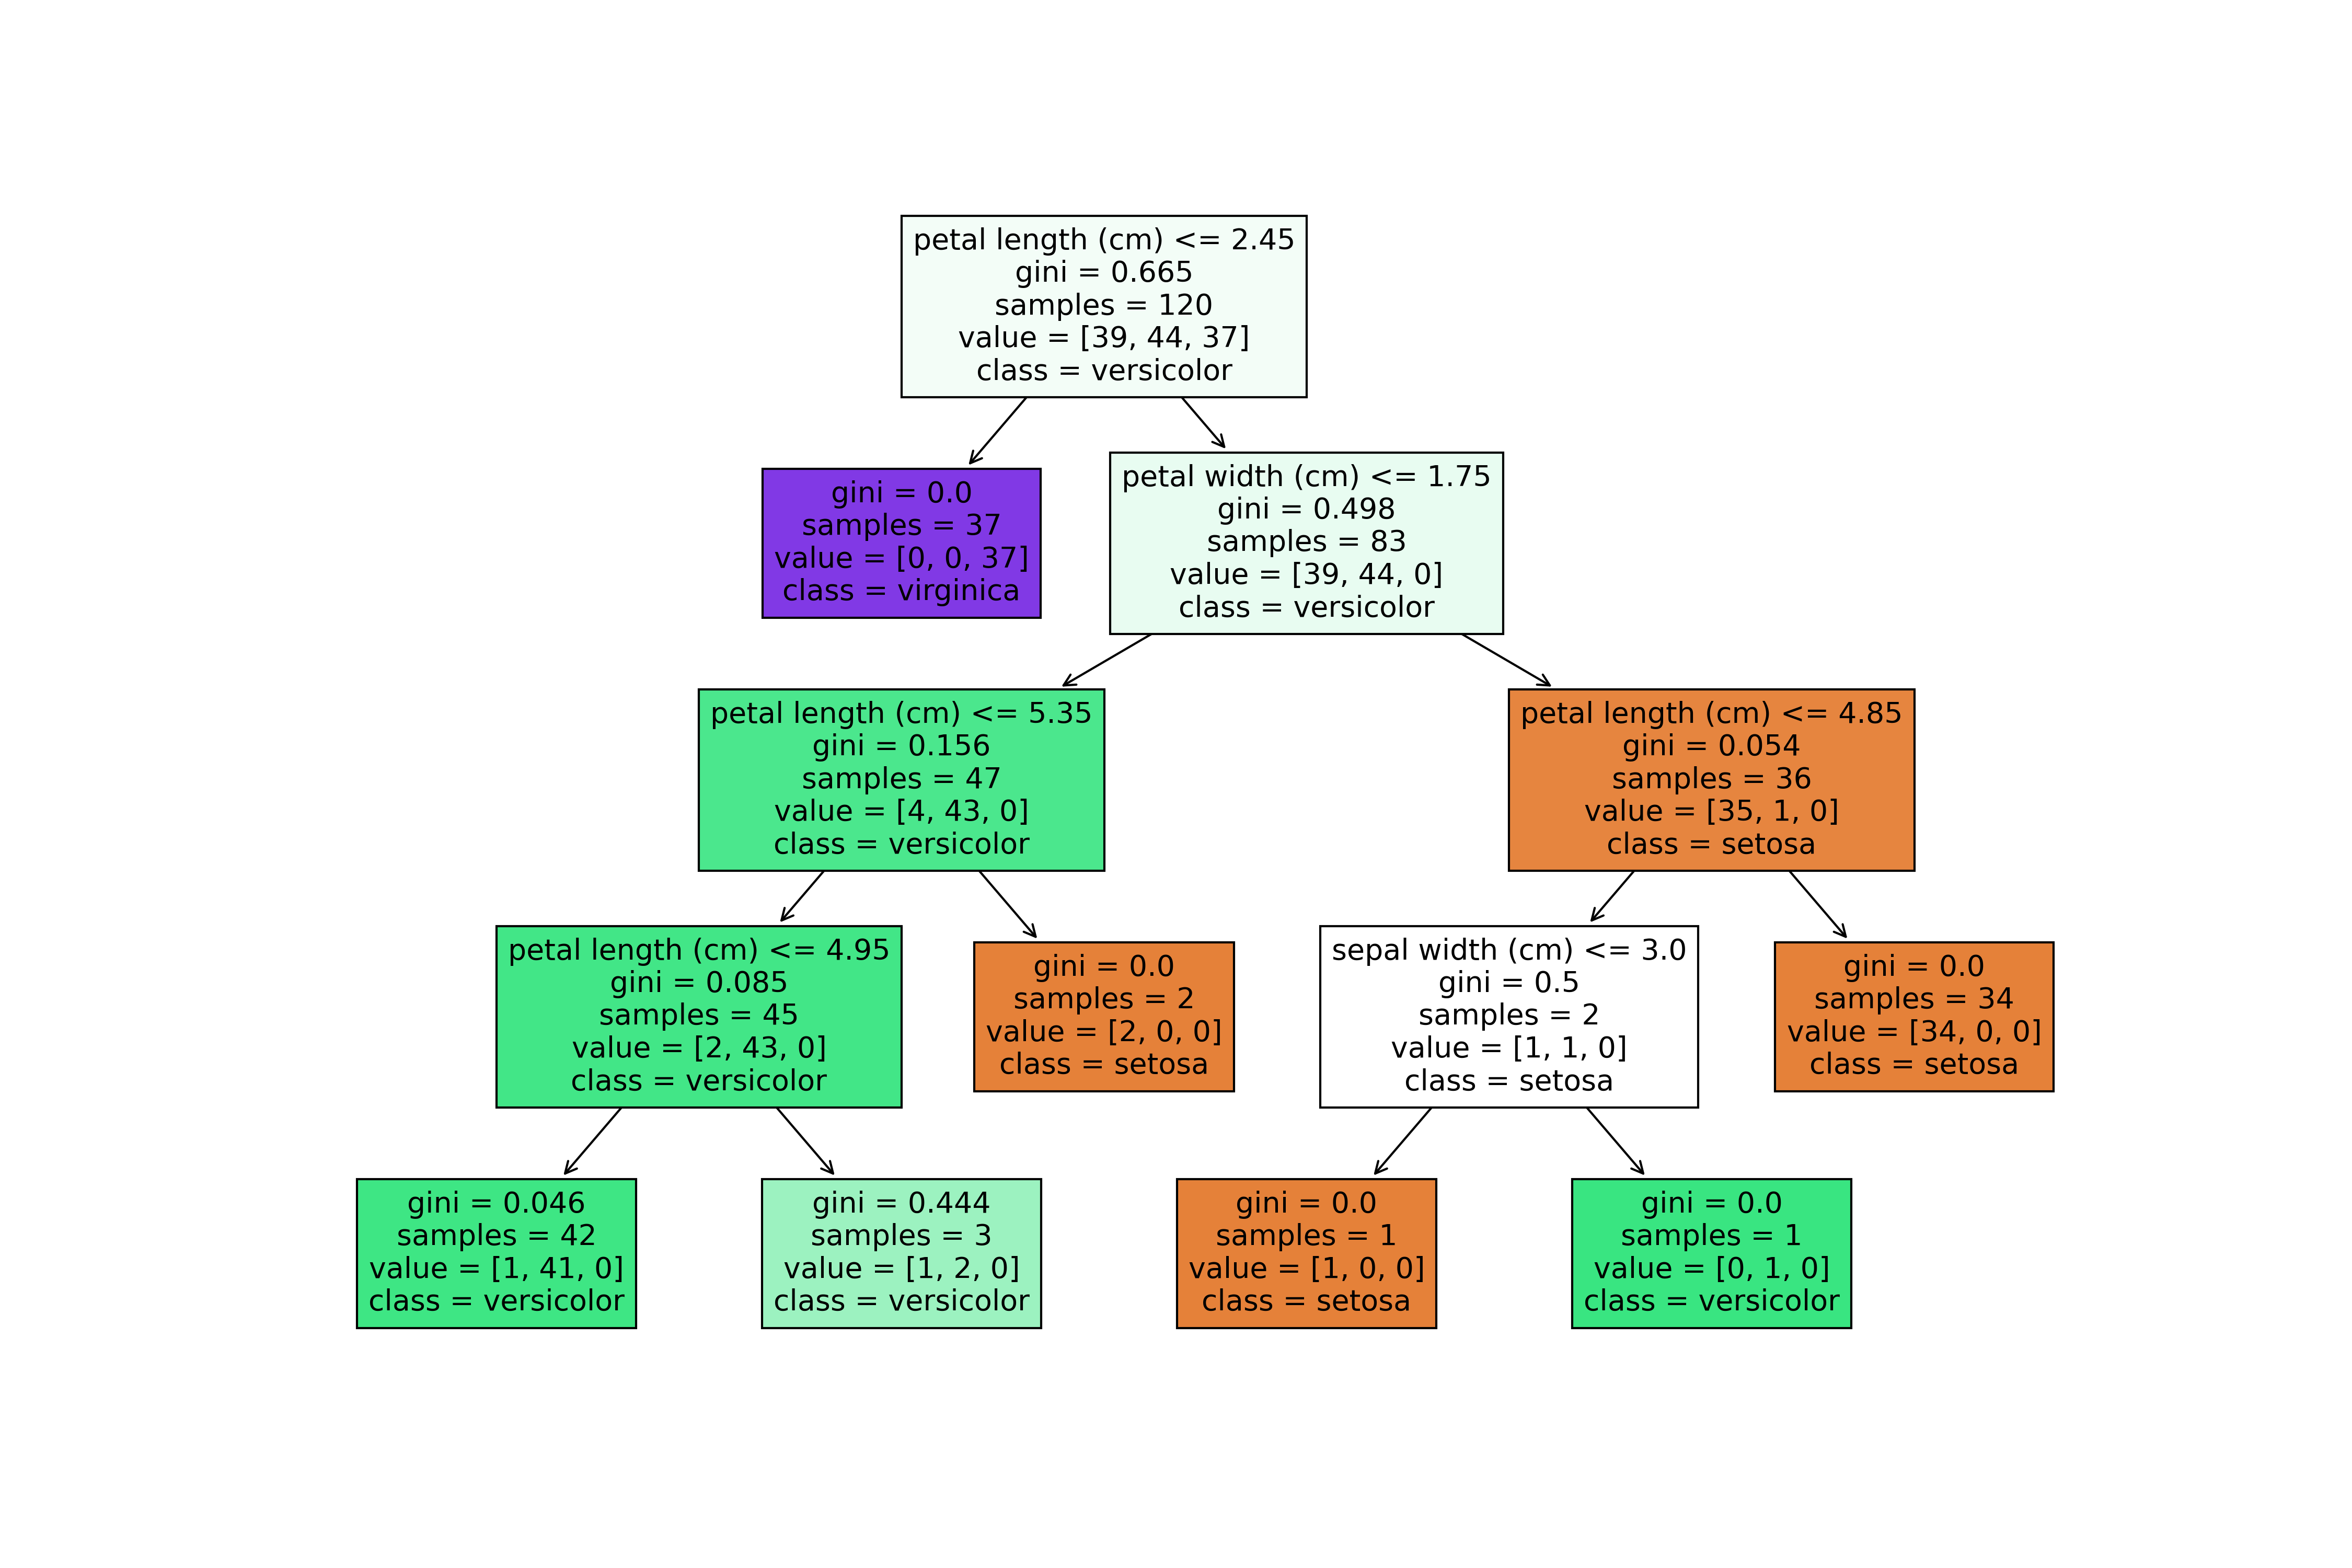 petal length (cm) <= 2.45
gini = 0.665
samples = 120
value = [39, 44, 37]
class = versicolor
gini = 0.0
samples = 37
value = [0, 0, 37]
class = virginica
petal width (cm) <= 1.75
gini = 0.498
samples = 83
value = [39, 44, 0]
class = versicolor
petal length (cm) <= 5.35
gini = 0.156
samples = 47
value = [4, 43, 0]
class = versicolor
petal length (cm) <= 4.85
gini = 0.054
samples = 36
value = [35, 1, 0]
class = setosa
petal length (cm) <= 4.95
gini = 0.085
samples = 45
value = [2, 43, 0]
class = versicolor
gini = 0.0
samples = 2
value = [2, 0, 0]
class = setosa
sepal width (cm) <= 3.0
gini = 0.5
samples = 2
value = [1, 1, 0]
class = setosa
gini = 0.0
samples = 34
value = [34, 0, 0]
class = setosa
gini = 0.046
samples = 42
value = [1, 41, 0]
class = versicolor
gini = 0.444
samples = 3
value = [1, 2, 0]
class = versicolor
gini = 0.0
samples = 1
value = [1, 0, 0]
class = setosa
gini = 0.0
samples = 1
value = [0, 1, 0]
class = versicolor